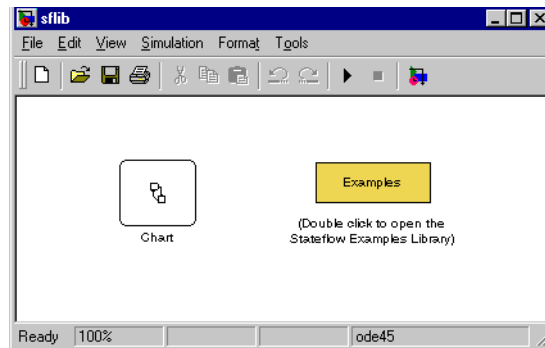 sflib
File Edit View Simulation Format Tools
Examples
(Double click to open the
Stateflow Examples Library)
Chart
Ready 100% ode45